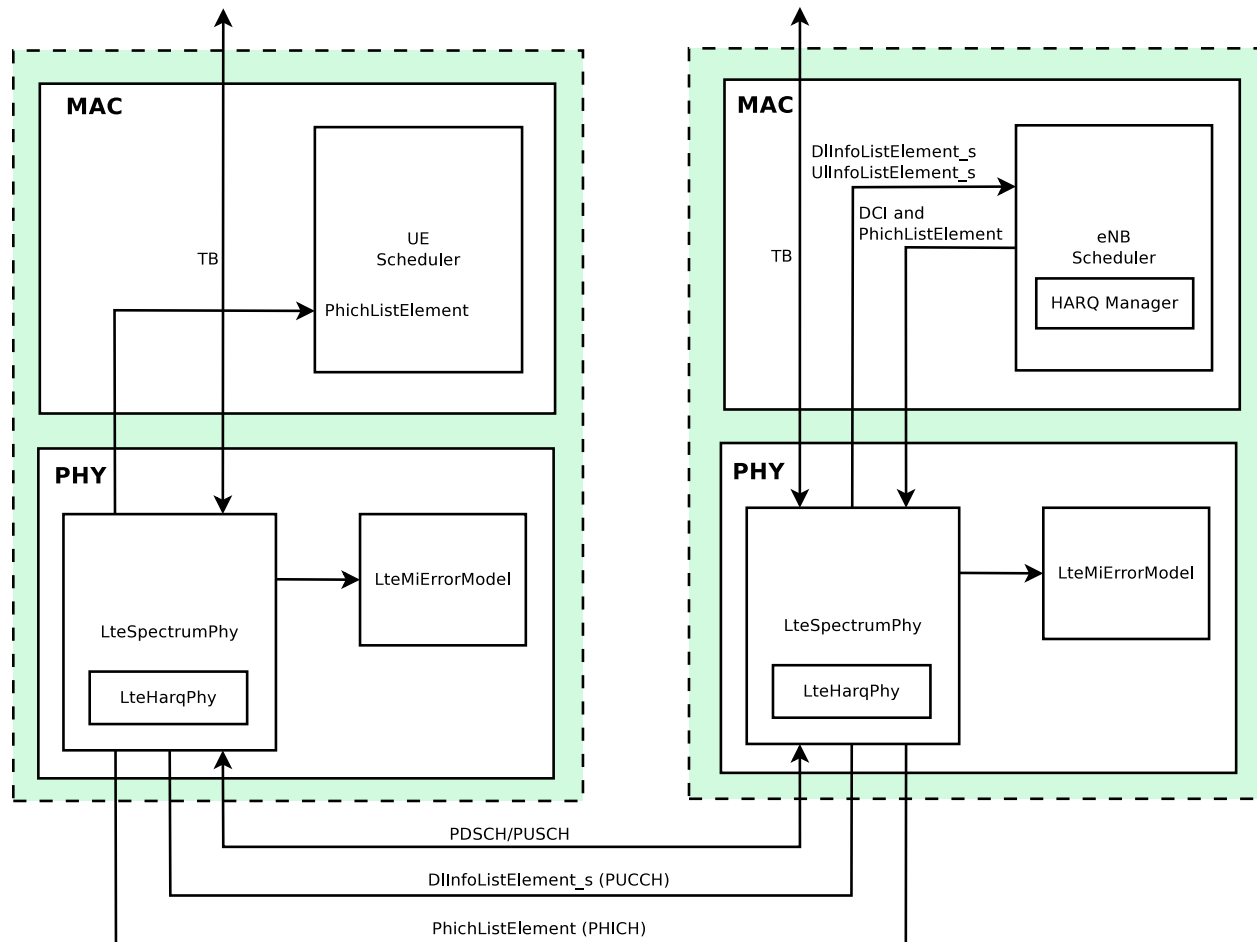 MAC
UE
Scheduler
TB
PhichListElement
PHY
LteMiErrorModel
LteSpectrumPhy
LteHarqPhy
MAC
DlInfoListElement_s
UlInfoListElement_s
DCI and
PhichListElement
TB
eNB
Scheduler
HARQ Manager
PHY
LteMiErrorModel
LteSpectrumPhy
LteHarqPhy
PDSCH/PUSCH
DlInfoListElement_s (PUCCH)
PhichListElement (PHICH)